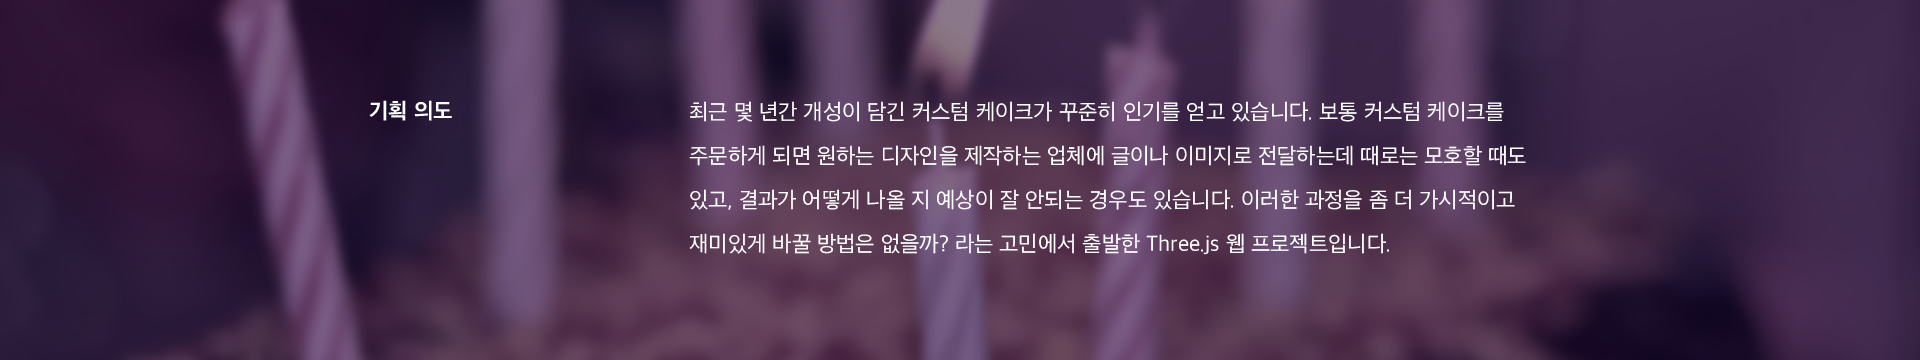 기획 의도
최근 몇 년간 개성이 담긴 커스텀 케이크가 꾸준히 인기를 얻고 있습니다. 보통 커스텀 케이크를
주문하게 되면 원하는 디자인을 제작하는 업체에 글이나 이미지로 전달하는데 때로는 모호할 때도
있고, 결과가 어떻게 나올 지 예상이 잘 안되는 경우도 있습니다. 이러한 과정을 좀 더 가시적이고
재미있게 바꿀 방법은 없을까? 라는 고민에서 출발한 Three.js 웹 프로젝트입니다.